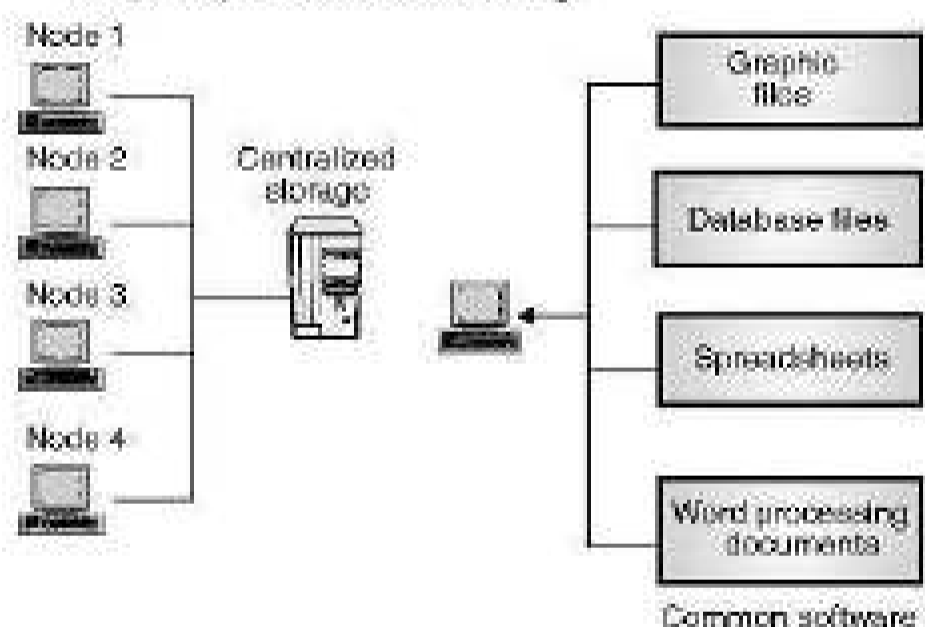 Node 1
Node 2
Node 3
Node 4
Centralized
storage
Graphic
files
Database files
Spreadsheets
Word processing
documents
Common software